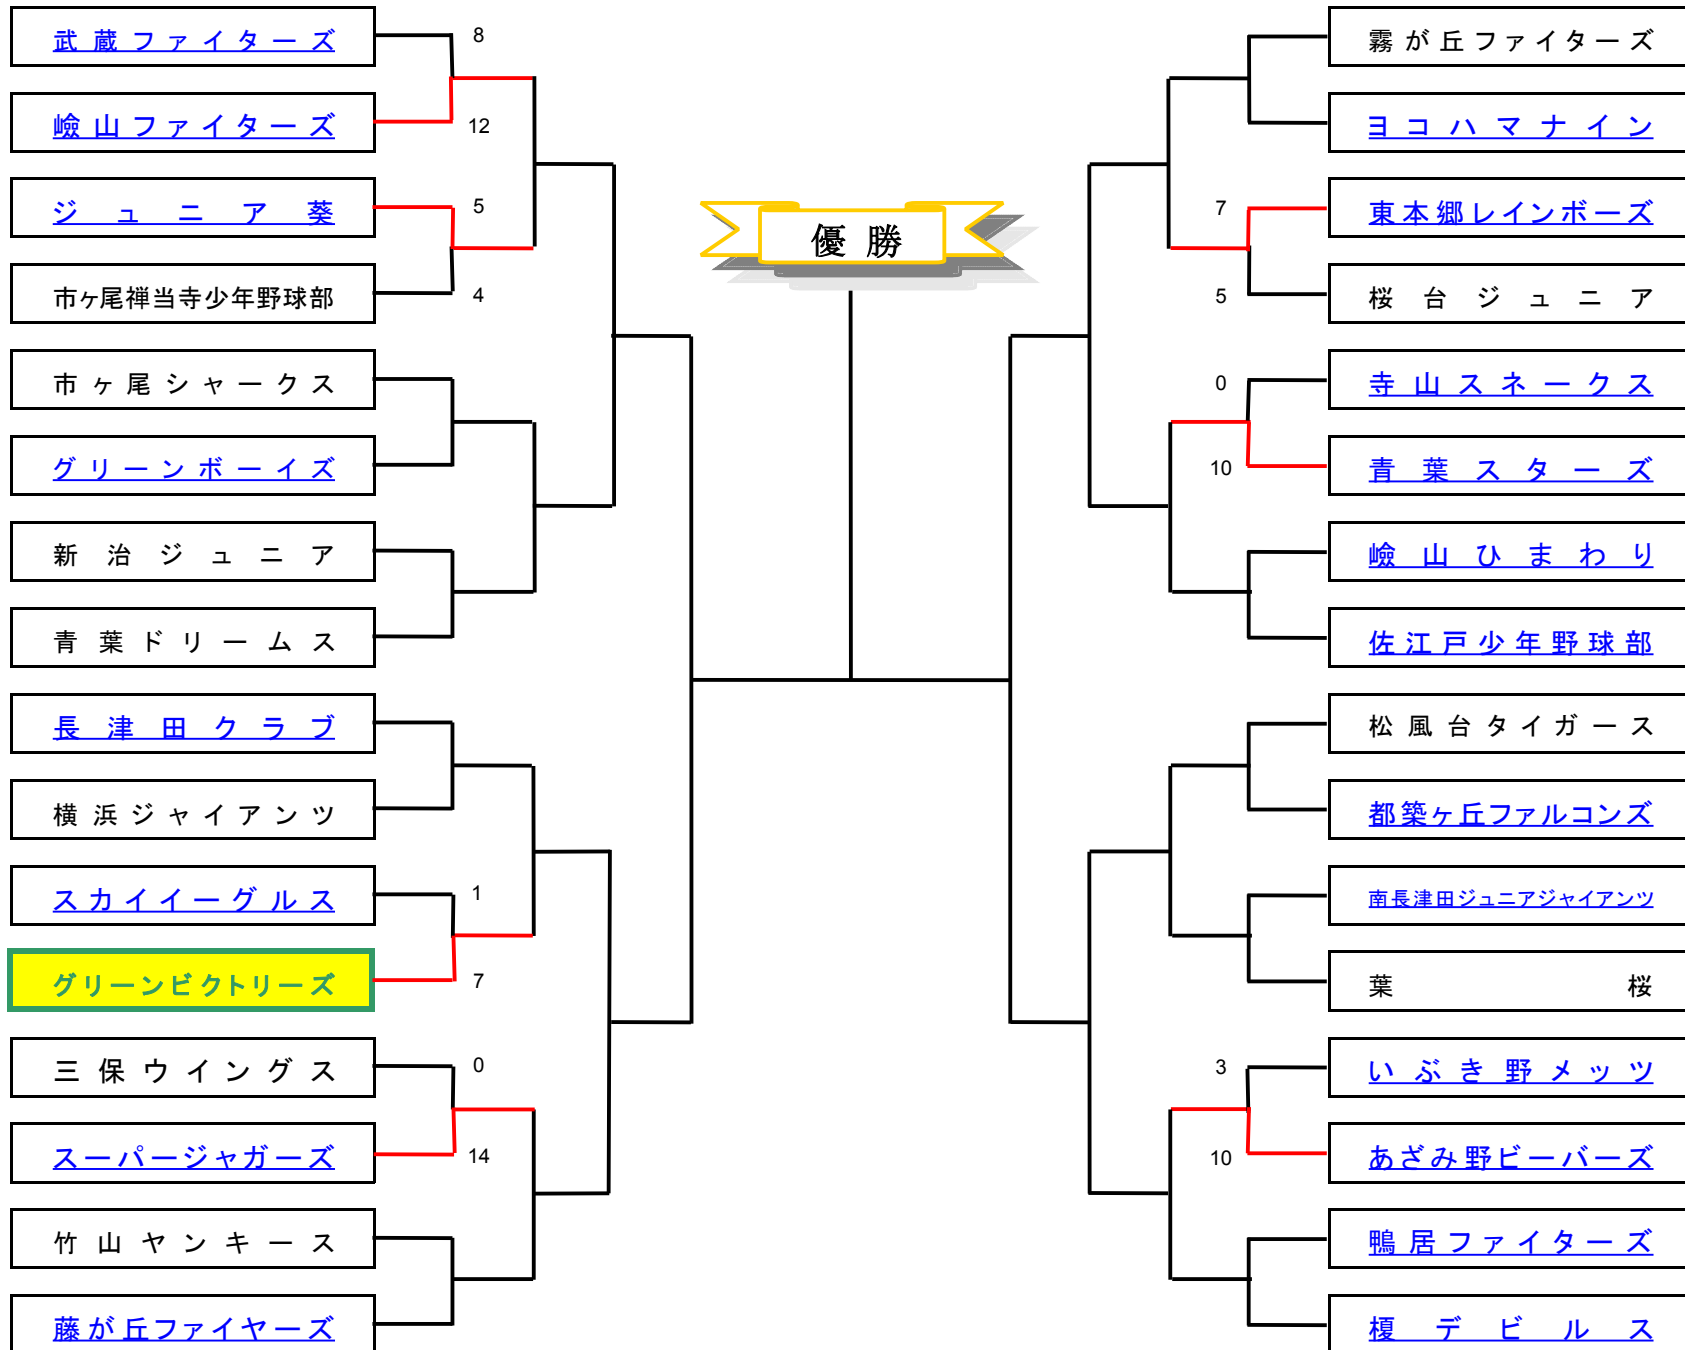 武蔵ファイターズ
8
嶮山ファイターズ
12
ジュニア葵
5
市ヶ尾禅当寺少年野球部
4
市ヶ尾シャークス
グリーンボーイズ
新治ジュニア
青葉ドリームス
長津田クラブ
横浜ジャイアンツ
スカイイーグルス
1
グリーンビクトリーズ
7
三保ウイングス
0
スーパージャガーズ
14
竹山ヤンキース
藤が丘ファイヤーズ
優勝
霧が丘ファイターズ
ヨコハマナイン
7
東本郷レインボーズ
5
桜台ジュニア
0
寺山スネークス
10
青葉スターズ
嶮山ひまわり
佐江戸少年野球部
松風台タイガース
都築ヶ丘ファルコンズ
南長津田ジュニアジャイアンツ
葉桜
3
いぶき野メッツ
10
あざみ野ビーバーズ
鴨居ファイターズ
榎デビルス